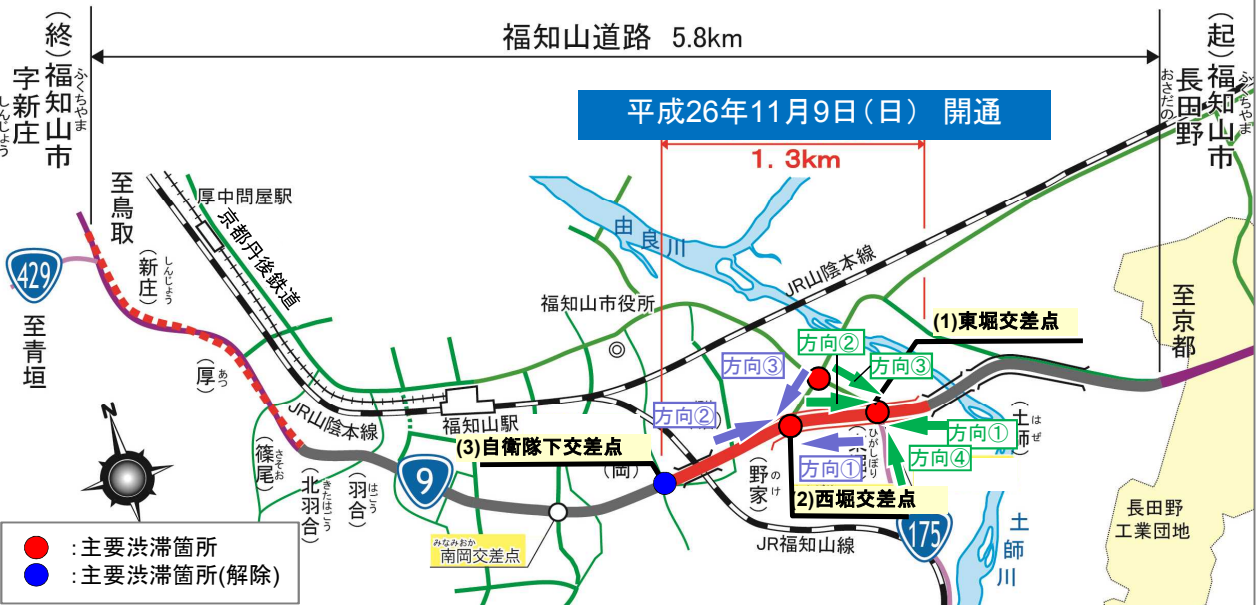 福知山道路 5.8km
(終)福知山市
ふくちやま
字新庄
しんじょう
(起)福知山市
ふくちやま
長田野
おさだの
平成26年11月9日(日) 開通
1.3km
至鳥取
厚中問屋駅
京都丹後鉄道
由良川
JR山陰本線
429
(新庄)
しんじょう
至青垣
福知山市役所
(1)東堀交差点
至京都
方向②
方向③
方向③
(厚)
あつ
JR山陰本線
福知山駅
方向②
(土師)
はぜ
方向①
(3)自衛隊下交差点
ひがしぼり
方向④
方向①
(篠尾)
さそお
(北羽合)
きたはごう
(羽合)
はごう
9
(岡)
(野家)
のけ
(2)西堀交差点
N
175
長田野
工業団地
土師川
JR福知山線
みなみおか
南岡交差点
:主要渋滞箇所
:主要渋滞箇所(解除)